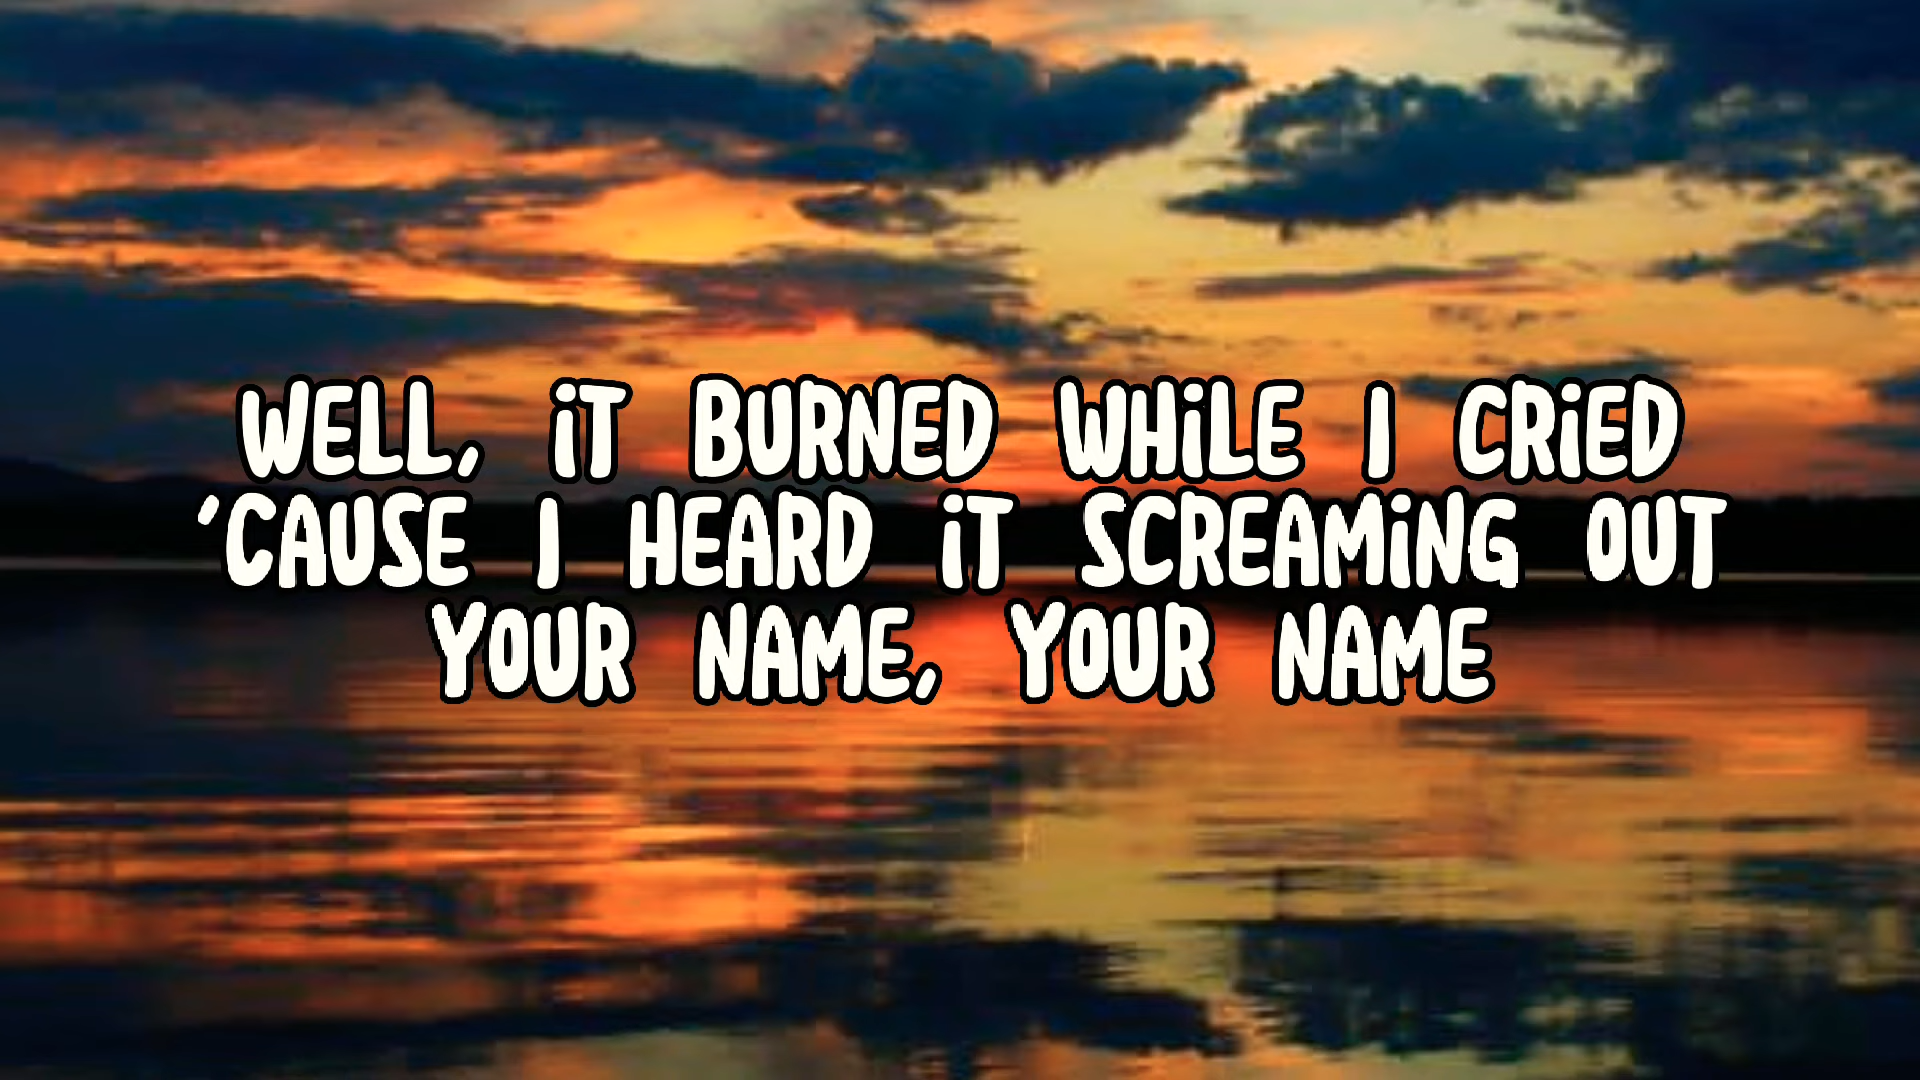 WELL, iT BURNED WHiLE I CRiED
'CAUSE I HEARD iT SCREAMiNG OUT
YOUR NAME, YOUR NAME